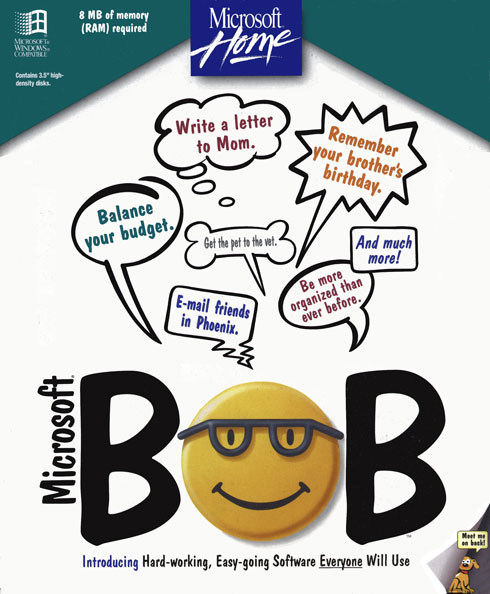 MICROSOFT®
WINDOWS™
COMPATIBLE
Contains 3.5" high-
density disks.
8 MB of memory
(RAM) required
Microsoft
Home
Write a letter
to Mom.
Remember
your brother's
birthday.
Balance
your budget.
Get the pet to the vet.
And much
more!
Be more
organized than
ever before.
E-mail friends
in Phoenix.
Microsoft®
BOB™
Introducing Hard-working, Easy-going Software Everyone Will Use
Meet me
on back!